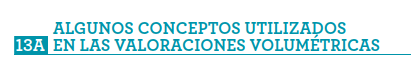 ALGUNOS CONCEPTOS UTILIZADOS
13A EN LAS VALORACIONES VOLUMÉTRICAS